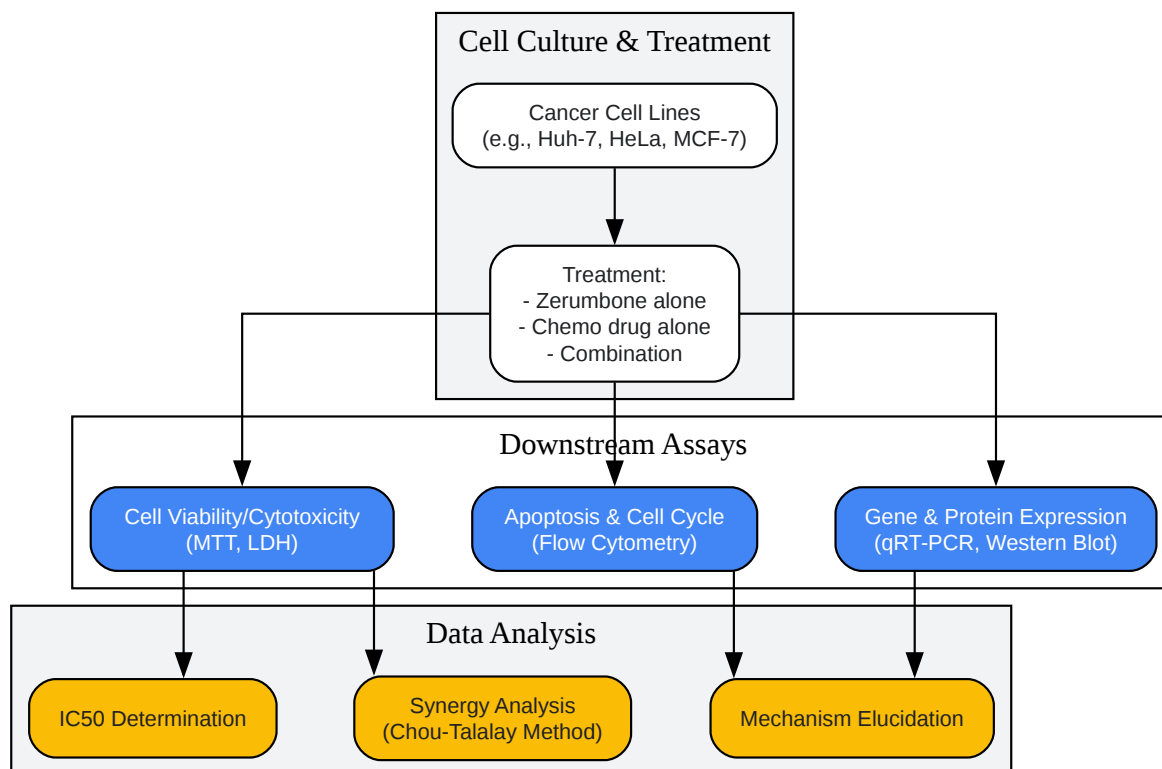 Cell Culture & Treatment
Cancer Cell Lines
(e.g., Huh-7, HeLa, MCF-7)
Treatment:
- Zerumbone alone
- Chemo drug alone
- Combination
Downstream Assays
Cell Viability/Cytotoxicity
(MTT, LDH)
Apoptosis & Cell Cycle
(Flow Cytometry)
Gene & Protein Expression
(qRT-PCR, Western Blot)
Data Analysis
IC50 Determination
Synergy Analysis
(Chou-Talalay Method)
Mechanism Elucidation